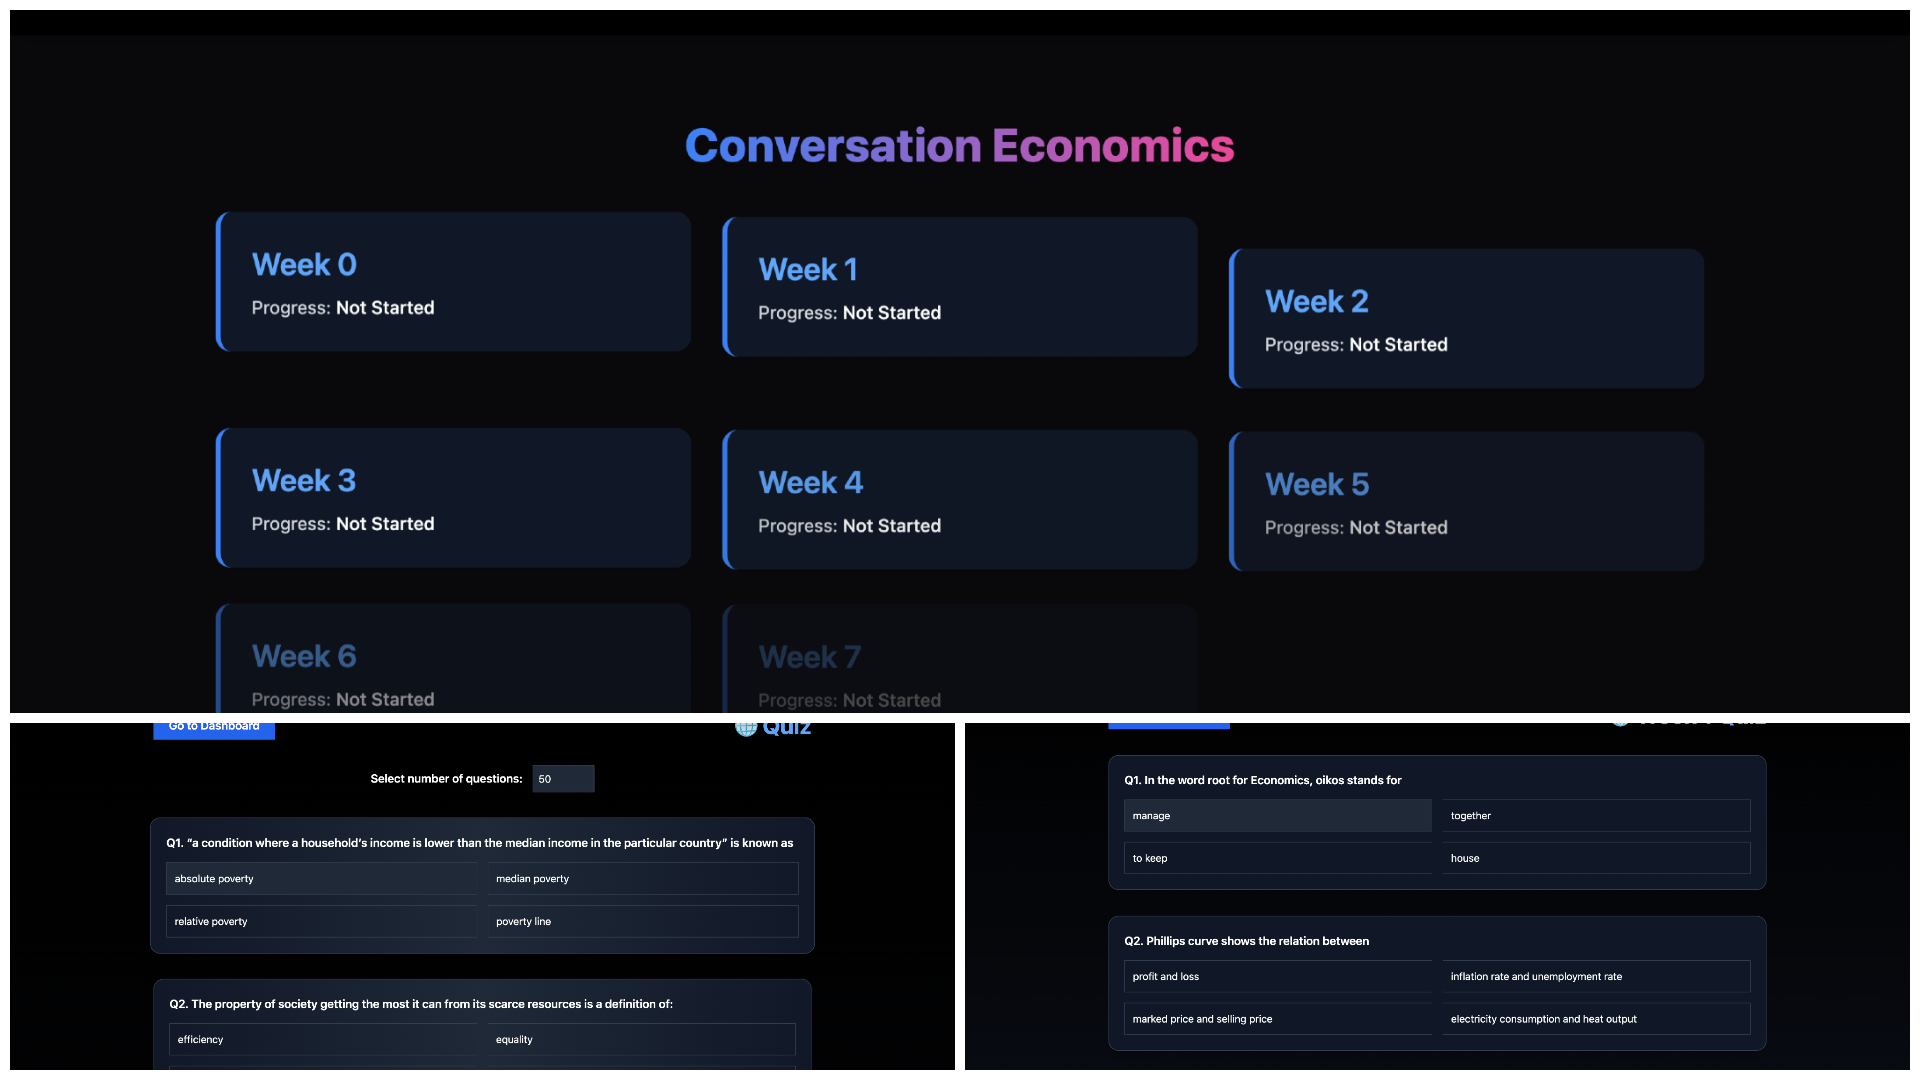 Conversation Economics
Week 0
Progress: Not Started
Week 1
Progress: Not Started
Week 2
Progress: Not Started
Week 3
Progress: Not Started
Week 4
Progress: Not Started
Week 5
Progress: Not Started
Week 6
Progress: Not Started
Week 7
Progress: Not Started
Go to Dashboard
Quiz
Select number of questions: 50
Q1. “a condition where a household’s income is lower than the median income in the particular country” is known as
absolute poverty
median poverty
relative poverty
poverty line
Q2. The property of society getting the most it can from its scarce resources is a definition of:
efficiency
equality
Q1. In the word root for Economics, oikos stands for
manage
together
to keep
house
Q2. Phillips curve shows the relation between
profit and loss
inflation rate and unemployment rate
marked price and selling price
electricity consumption and heat output